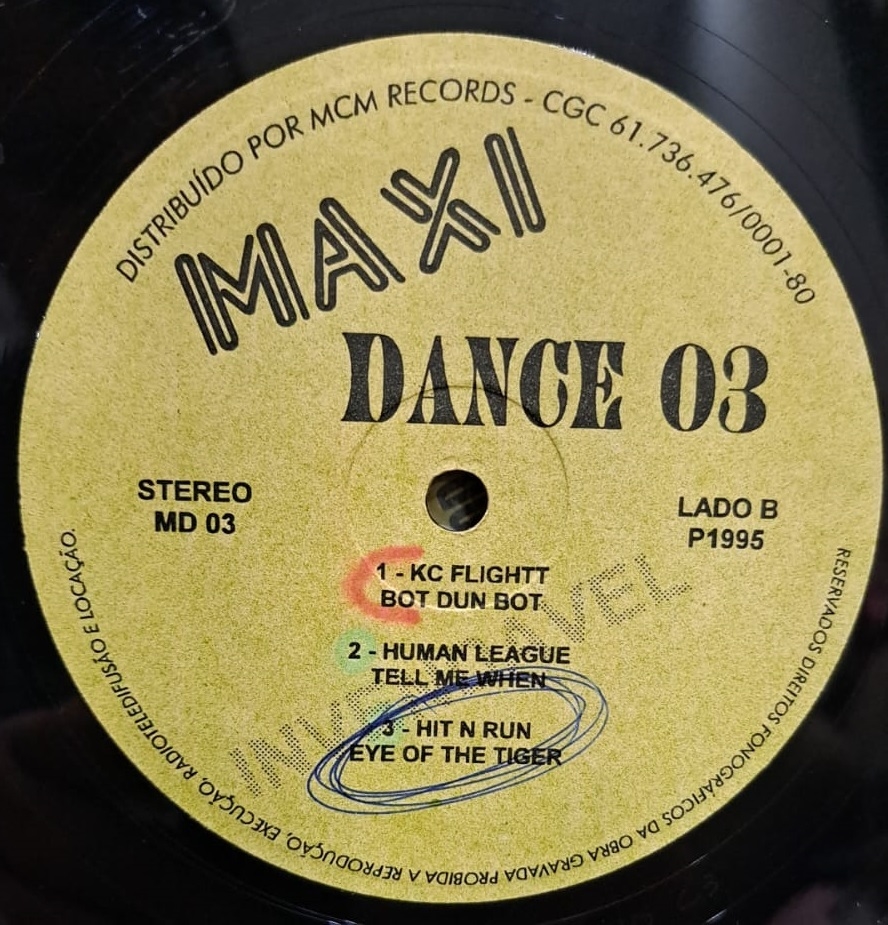 DISTRIBUÍDO POR MCM RECORDS - CGC 61.736.476/0001-80
MAXI
DANCE 03
STEREO
MD 03
LADO B
P1995
1 - KC FLIGHTT
BOT DUN BOT
2 - HUMAN LEAGUE
TELL ME WHEN
3 - HIT N RUN
EYE OF THE TIGER
RESERVADOS DIREITOS FONOGRÁFICOS DA OBRA GRAVADA PROBIDA A REPRODUÇÃO, EXECUÇÃO, RADIOTELEDIFUSÃO E LOCAÇÃO.